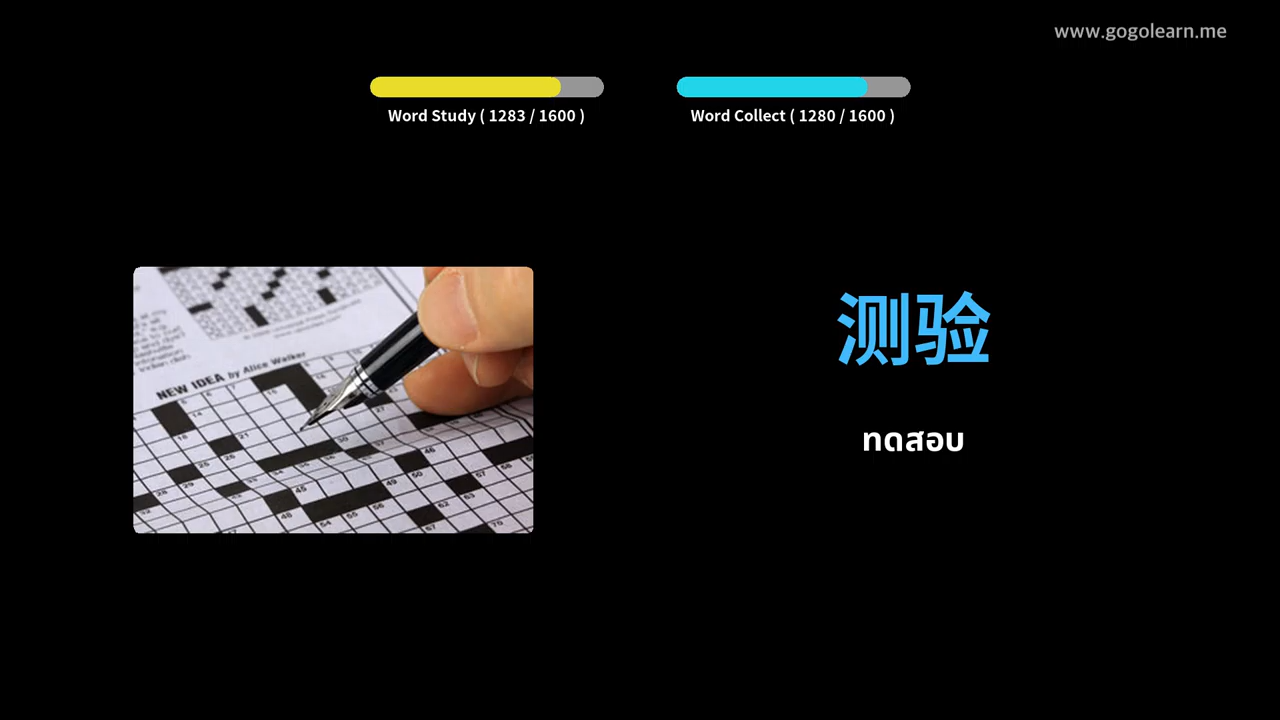 www.gogolearn.me
Word Study ( 1283 / 1600 )
Word Collect ( 1280 / 1600 )
NEW IDEA by Alice Walker
测验
ทดสอบ